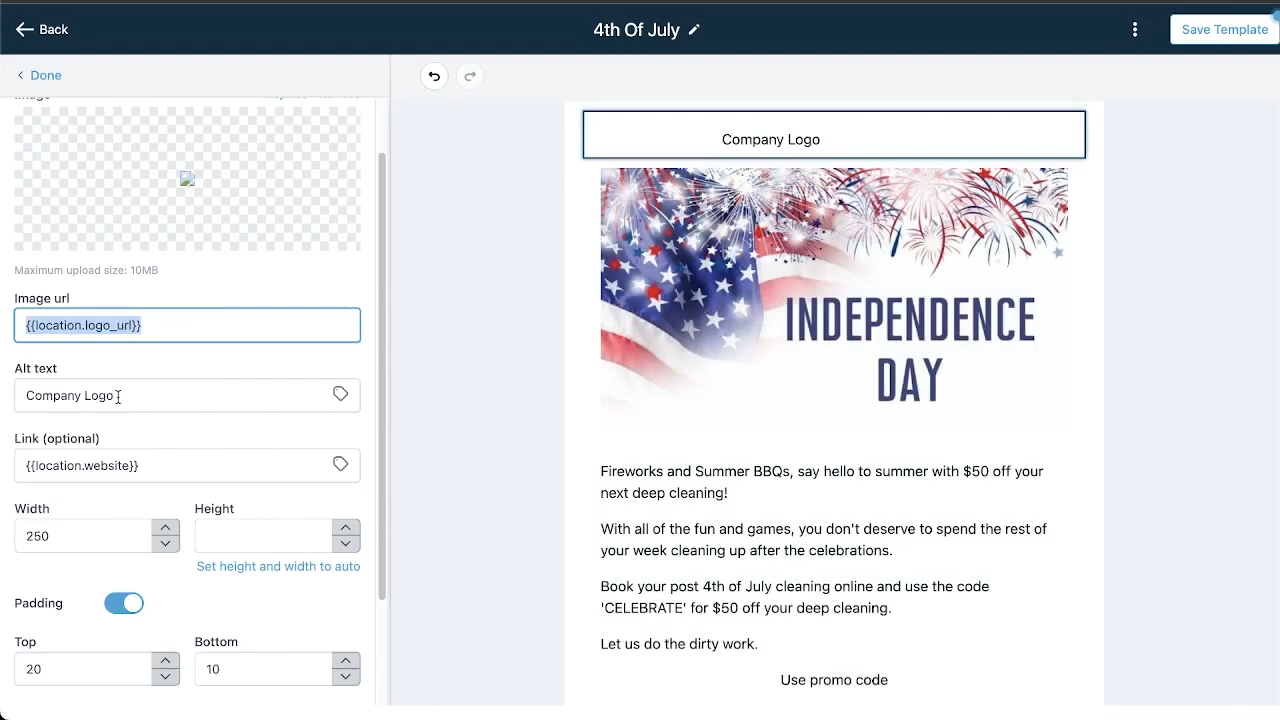 Back
4th Of July
Save Template
Done
Image
Maximum upload size: 10MB
Image url
{{location.logo_url}}
Alt text
Company Logo
Link (optional)
{{location.website}}
Width
Height
250
Set height and width to auto
Padding
Top
Bottom
20
10
Company Logo
INDEPENDENCE
DAY
Fireworks and Summer BBQs, say hello to summer with $50 off your
next deep cleaning!
With all of the fun and games, you don't deserve to spend the rest of
your week cleaning up after the celebrations.
Book your post 4th of July cleaning online and use the code
'CELEBRATE' for $50 off your deep cleaning.
Let us do the dirty work.
Use promo code